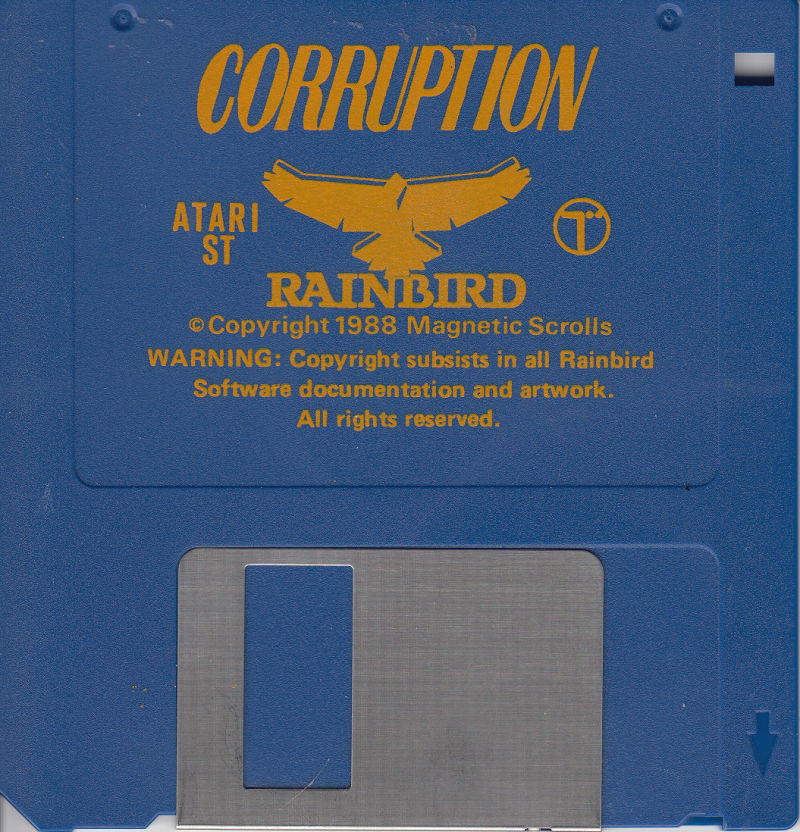 CORRUPTION
ATARI
ST
RAINBIRD
© Copyright 1988 Magnetic Scrolls
WARNING: Copyright subsists in all Rainbird
Software documentation and artwork.
All rights reserved.